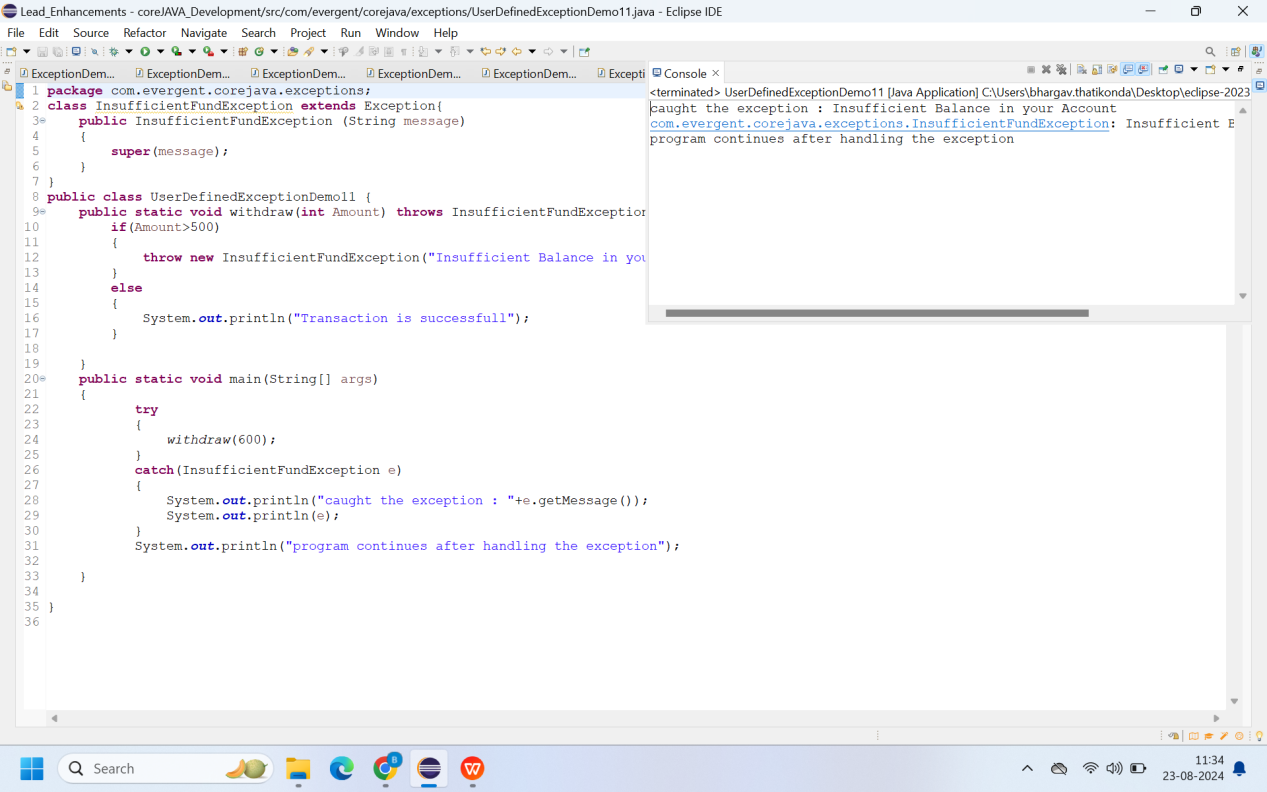 Lead_Enhancements - coreJAVA_Development/src/com/evergent/corejava/exceptions/UserDefinedExceptionDemo11.java - Eclipse IDE
File Edit Source Refactor Navigate Search Project Run Window Help
ExceptionDem... ExceptionDem... ExceptionDem... ExceptionDem... ExceptionDem... Excepti
1 package com.evergent.corejava.exceptions;
2 class InsufficientFundException extends Exception{
3 public InsufficientFundException (String message)
4 {
5 super(message);
6 }
7 }
8 public class UserDefinedExceptionDemo11 {
9 public static void withdraw(int Amount) throws InsufficientFundException
10 if(Amount>500)
11 {
12 throw new InsufficientFundException("Insufficient Balance in you
13 }
14 else
15 {
16 System.out.println("Transaction is successfull");
17 }
18
19 }
20 public static void main(String[] args)
21 {
22 try
23 {
24 withdraw(600);
25 }
26 catch(InsufficientFundException e)
27 {
28 System.out.println("caught the exception : "+e.getMessage());
29 System.out.println(e);
30 }
31 System.out.println("program continues after handling the exception");
32
33 }
34
35 }
36
Console
<terminated> UserDefinedExceptionDemo11 [Java Application] C:\Users\bhargav.thatikonda\Desktop\eclipse-2023
caught the exception : Insufficient Balance in your Account
com.evergent.corejava.exceptions.InsufficientFundException: Insufficient B
program continues after handling the exception
Search
B
11:34
23-08-2024